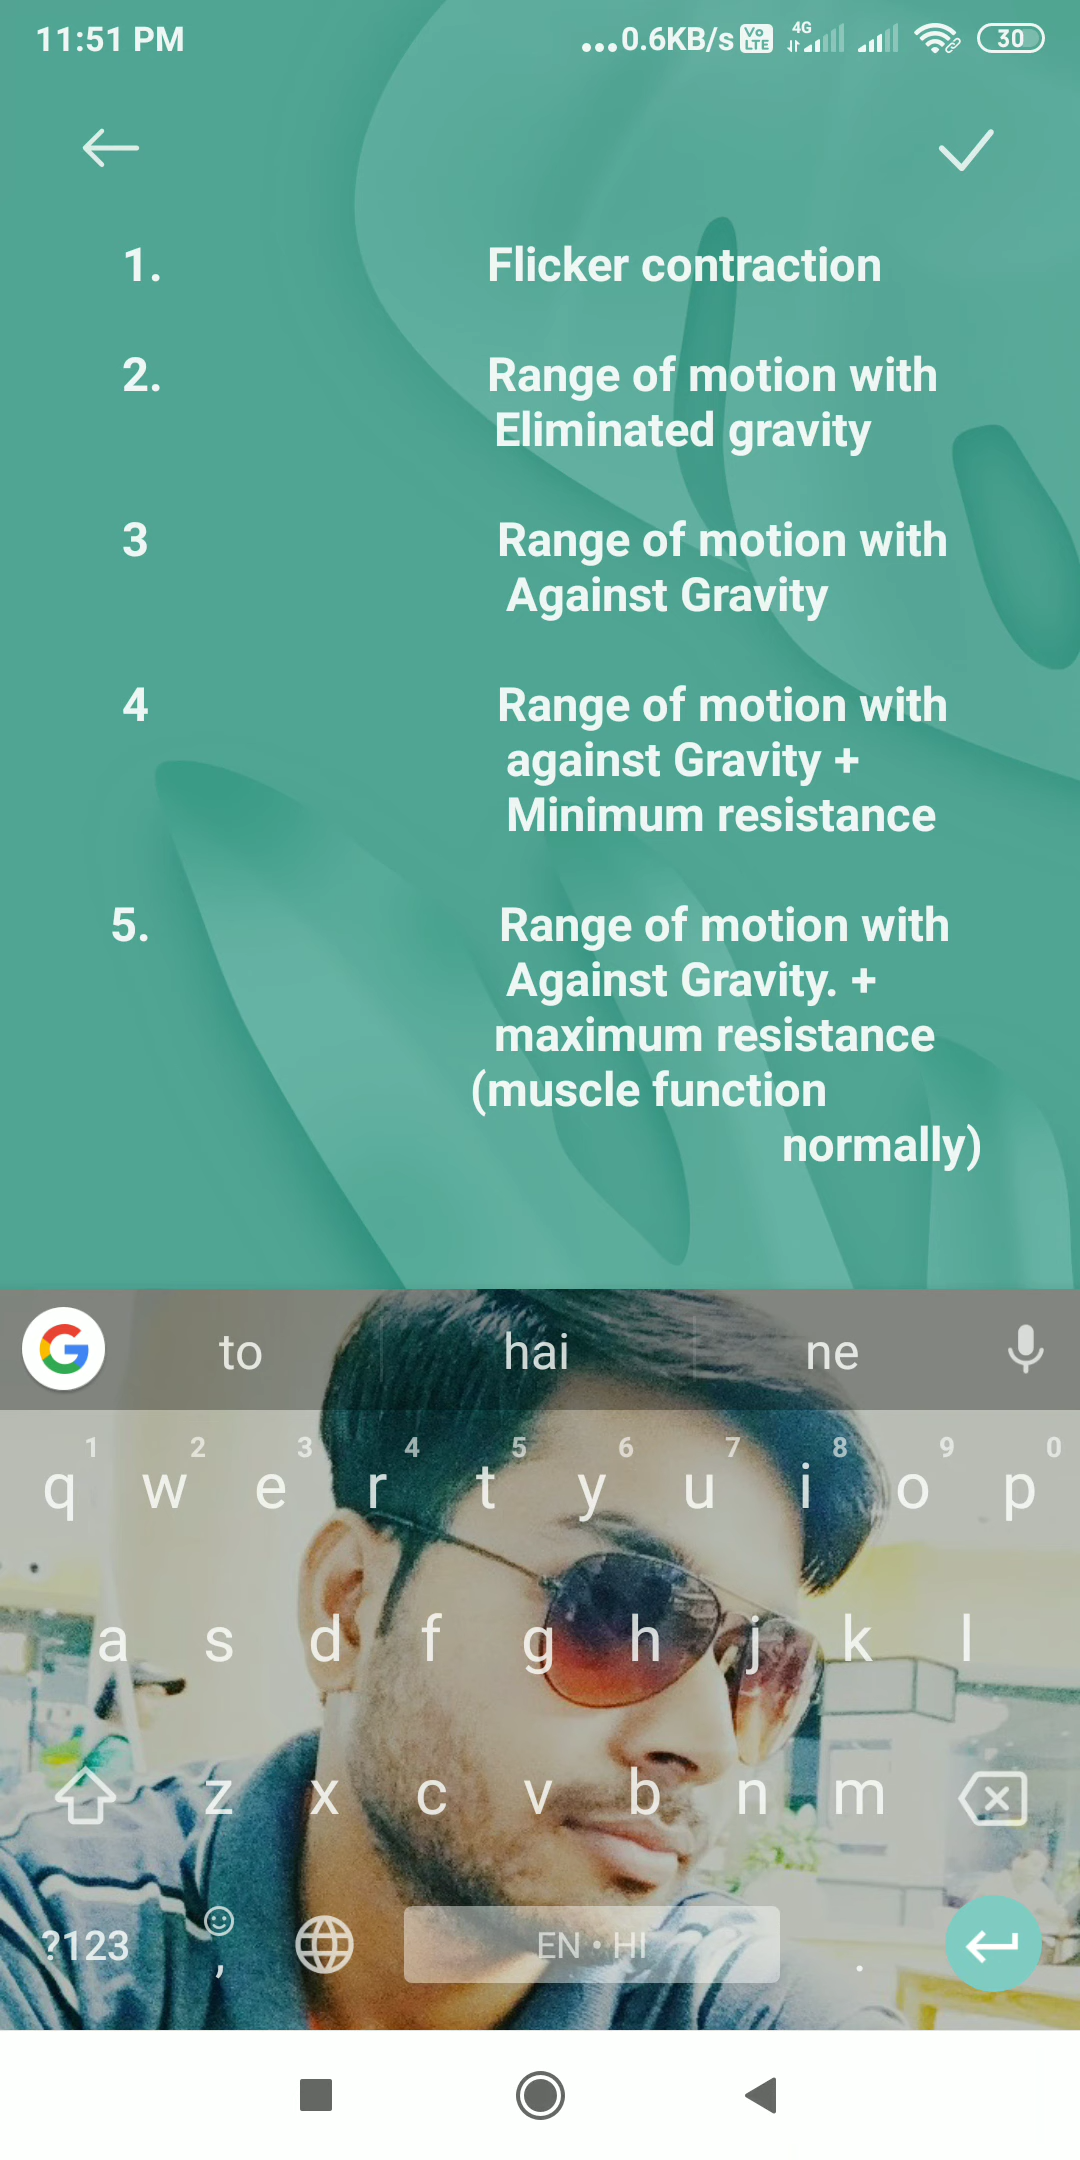 11:51 PM ...0.6KB/s Vo LTE 4G 30
1. Flicker contraction
2. Range of motion with
Eliminated gravity
3 Range of motion with
Against Gravity
4 Range of motion with
against Gravity +
Minimum resistance
5. Range of motion with
Against Gravity. +
maximum resistance
(muscle function
normally)
G to hai ne
1 2 3 4 5 6 7 8 9 0
q w e r t y u i o p
a s d f g h j k l
z x c v b n m
?123 , EN • HI .